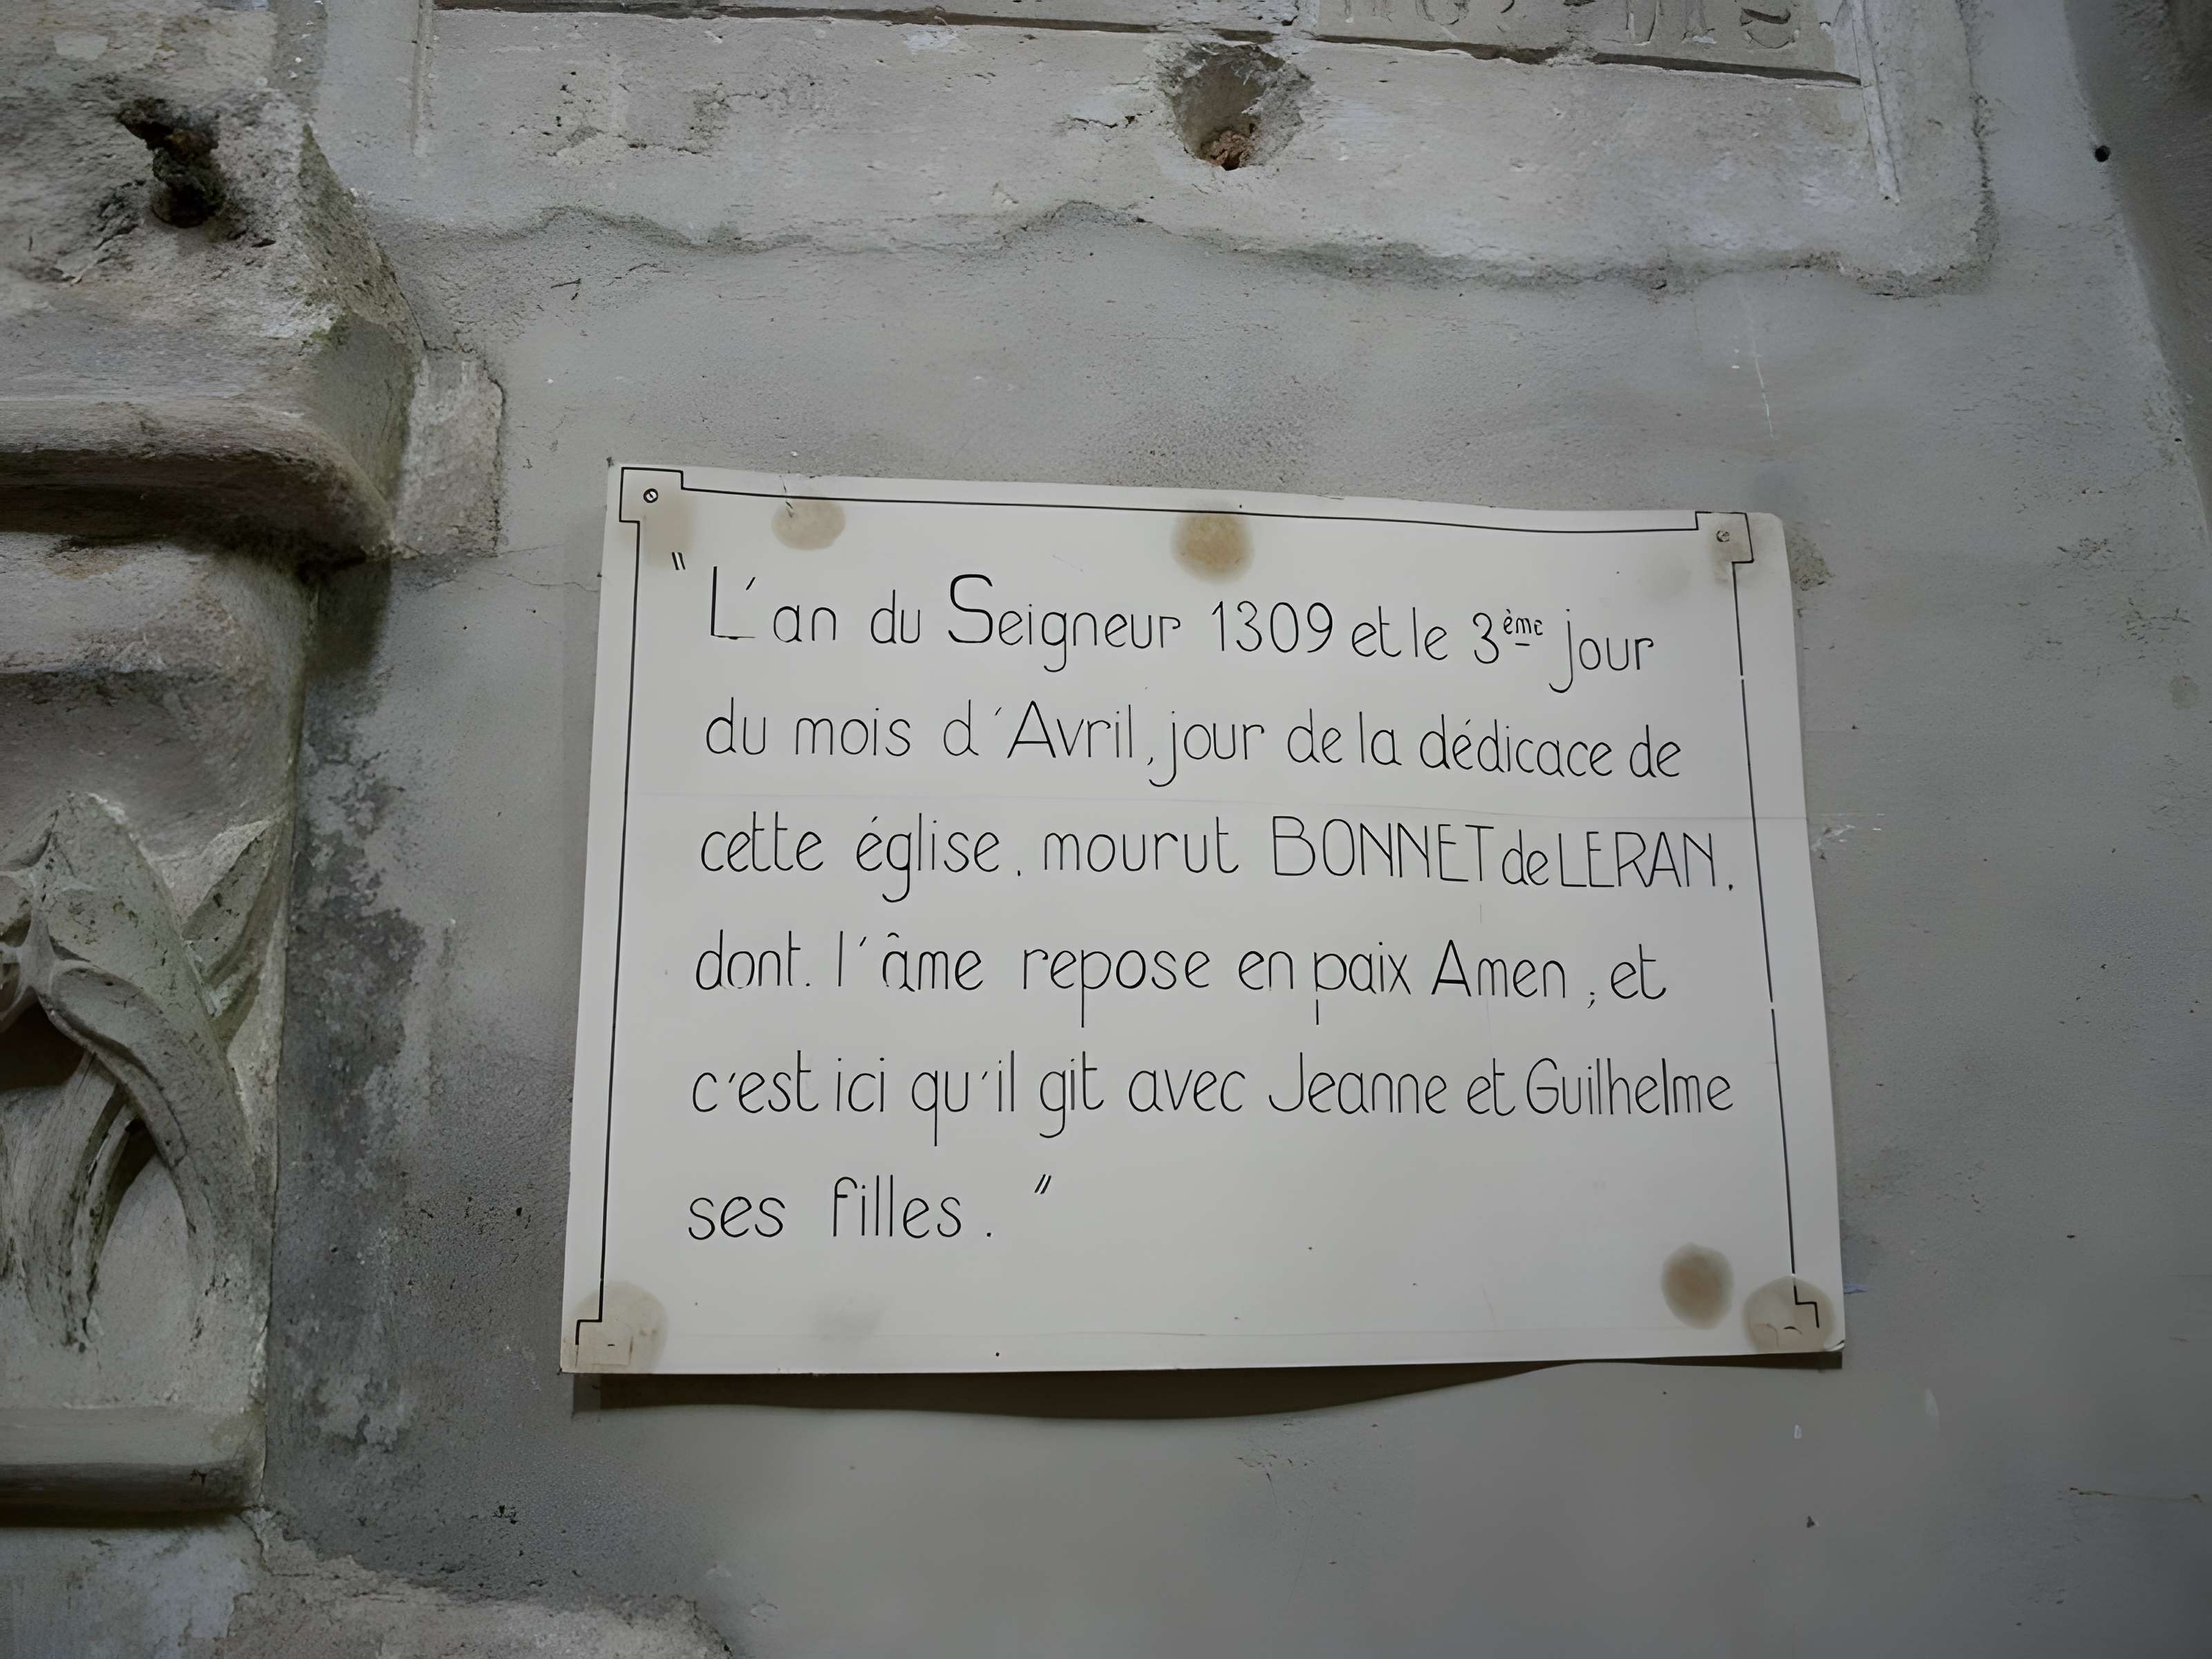 " L'an du Seigneur 1309 et le 3ème jour
du mois d'Avril, jour de la dédicace de
cette église. mourut BONNET de LERAN.
dont. l'âme repose en paix Amen ; et
c'est ici qu'il git avec Jeanne et Guilhelme
ses filles. "